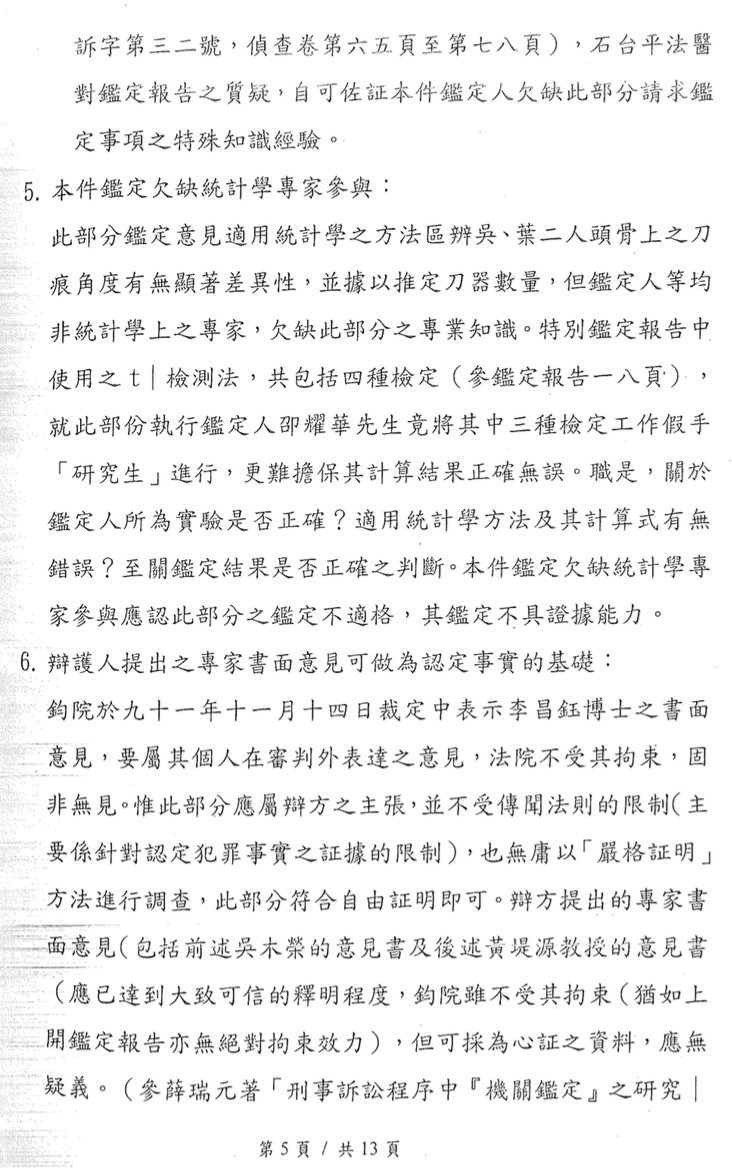 訴字第三二號，偵查卷第六五頁至第七八頁），石台平法醫
對鑑定報告之質疑，自可佐証本件鑑定人欠缺此部分請求鑑
定事項之特殊知識經驗。
5. 本件鑑定欠缺統計學專家參與：
此部分鑑定意見適用統計學之方法區辨吳、葉二人頭骨上之刀
痕角度有無顯著差異性，並據以推定刀器數量，但鑑定人等均
非統計學上之專家，欠缺此部分之專業知識。特別鑑定報告中
使用之ｔ｜檢測法，共包括四種檢定（參鑑定報告一八頁），
就此部份執行鑑定人邵耀華先生竟將其中三種檢定工作假手
「研究生」進行，更難擔保其計算結果正確無誤。職是，關於
鑑定人所為實驗是否正確？適用統計學方法及其計算式有無
錯誤？至關鑑定結果是否正確之判斷。本件鑑定欠缺統計學專
家參與應認此部分之鑑定不適格，其鑑定不具證據能力。
6. 辯護人提出之專家書面意見可做為認定事實的基礎：
鈞院於九十一年十一月十四日裁定中表示李昌鈺博士之書面
意見，要屬其個人在審判外表達之意見，法院不受其拘束，固
非無見。惟此部分應屬辯方之主張，並不受傳聞法則的限制（主
要係針對認定犯罪事實之証據的限制），也無庸以「嚴格証明」
方法進行調查，此部分符合自由証明即可。辯方提出的專家書
面意見（包括前述吳木榮的意見書及後述黃堤源教授的意見書
（應已達到大致可信的釋明程度，鈞院雖不受其拘束（猶如上
開鑑定報告亦無絕對拘束效力），但可採為心証之資料，應無
疑義。（參薛瑞元著「刑事訴訟程序中『機關鑑定』之研究｜
第 5 頁 / 共 13 頁